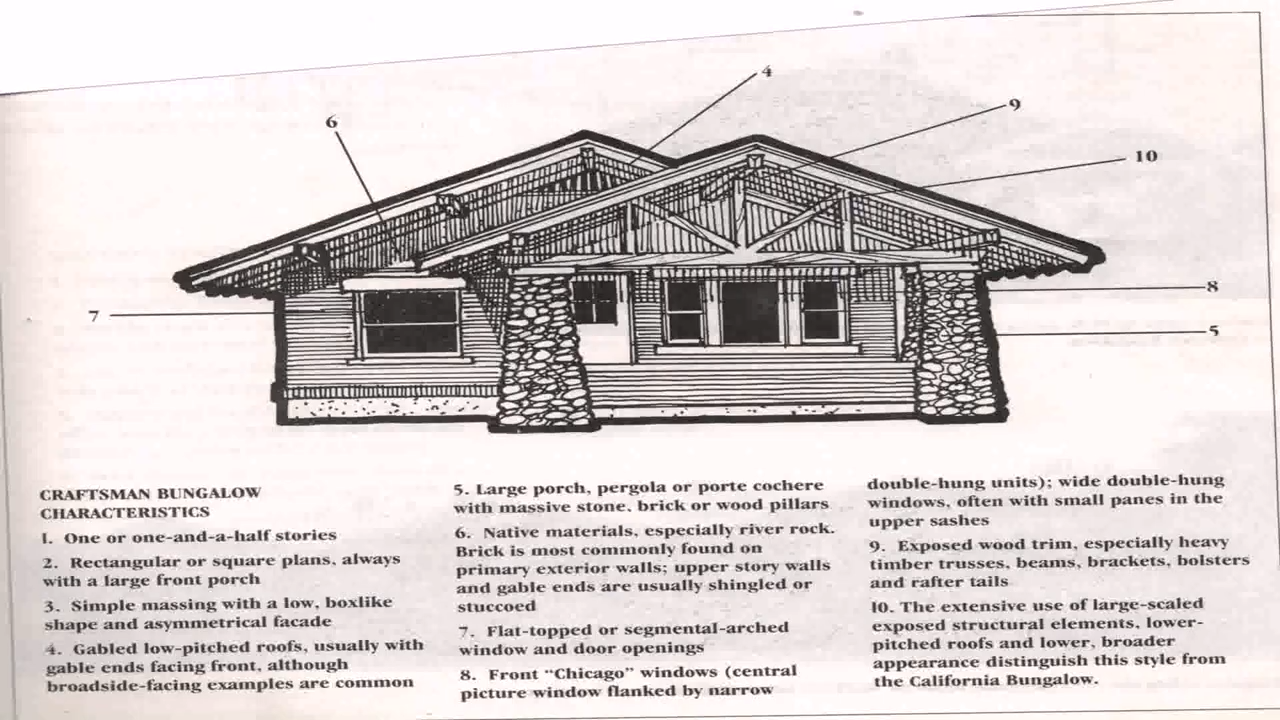 4
9
6
10
8
7
5
CRAFTSMAN BUNGALOW
CHARACTERISTICS
1. One or one-and-a-half stories
2. Rectangular or square plans, always
with a large front porch
3. Simple massing with a low, boxlike
shape and asymmetrical facade
4. Gabled low-pitched roofs, usually with
gable ends facing front, although
broadside-facing examples are common
5. Large porch, pergola or porte cochere
with massive stone, brick or wood pillars
6. Native materials, especially river rock.
Brick is most commonly found on
primary exterior walls; upper story walls
and gable ends are usually shingled or
stuccoed
7. Flat-topped or segmental-arched
window and door openings
8. Front "Chicago" windows (central
picture window flanked by narrow
double-hung units); wide double-hung
windows, often with small panes in the
upper sashes
9. Exposed wood trim, especially heavy
timber trusses, beams, brackets, bolsters
and rafter tails
10. The extensive use of large-scaled
exposed structural elements, lower-
pitched roofs and lower, broader
appearance distinguish this style from
the California Bungalow.